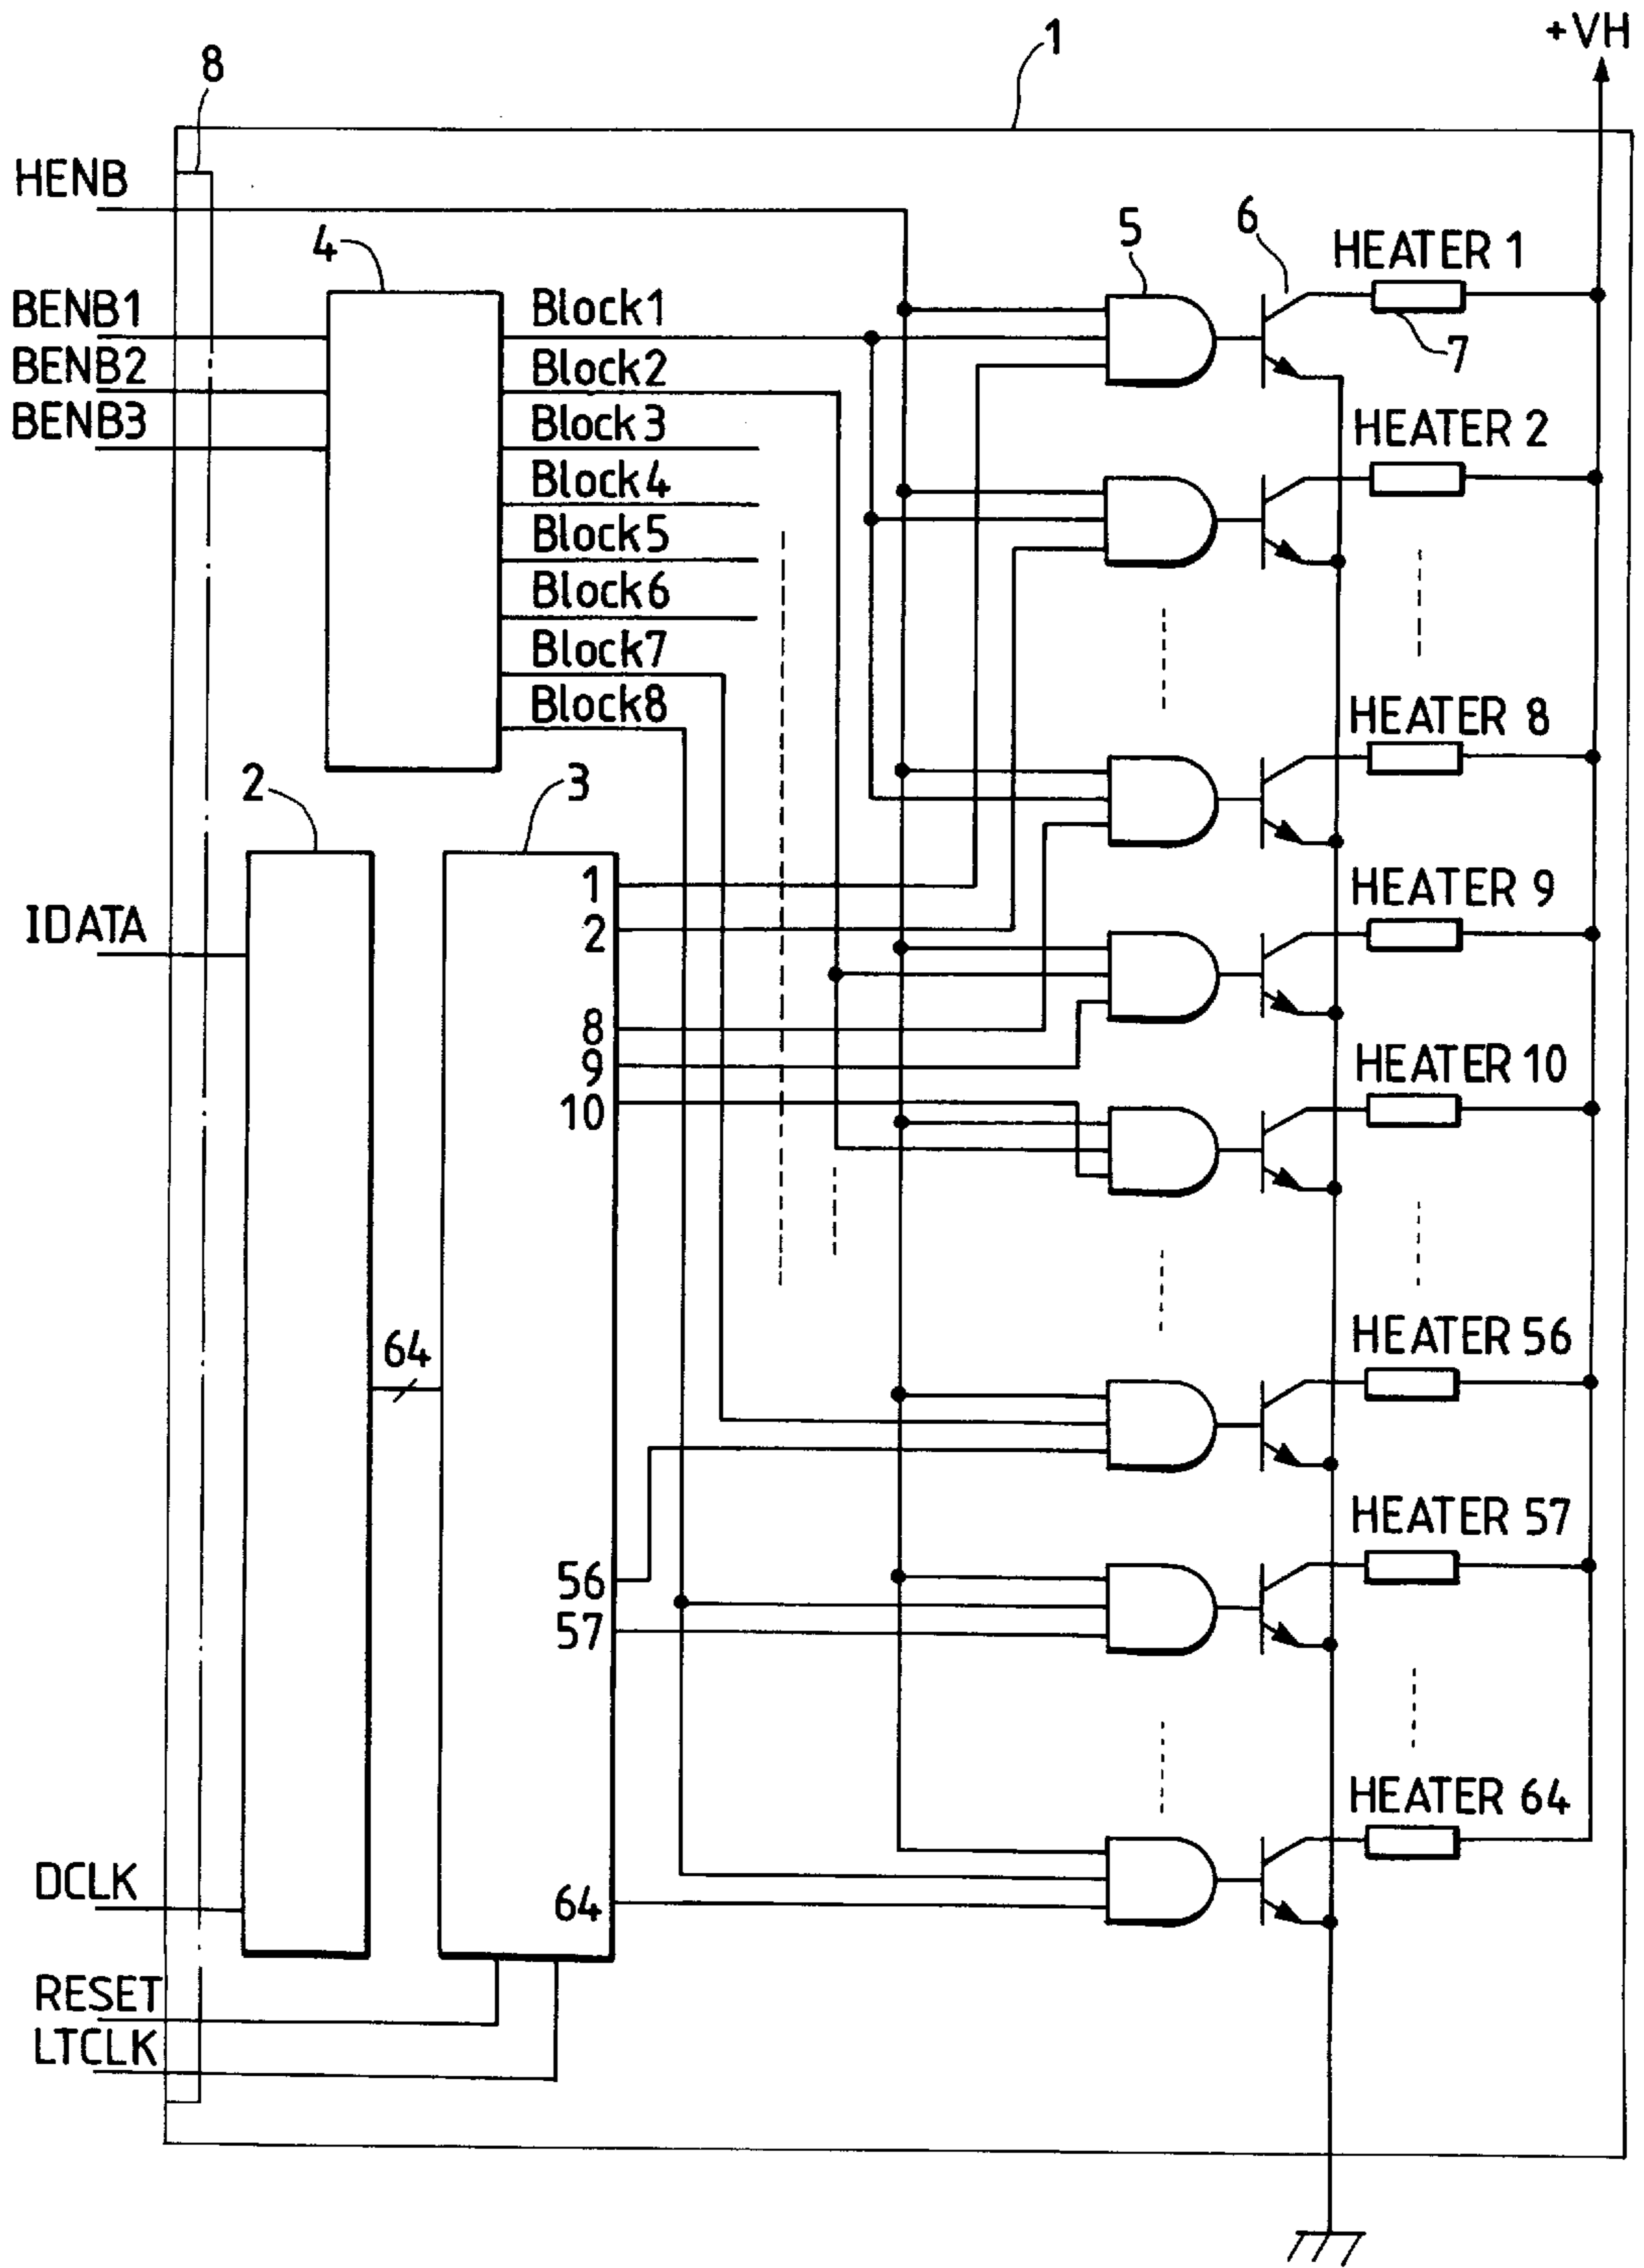 +VH
1
8
HENB
4
5
6
HEATER 1
BENB1
Block1
7
BENB2
Block2
BENB3
Block3
HEATER 2
Block4
Block5
Block6
Block7
Block8
HEATER 8
2
3
1
HEATER 9
IDATA
2
8
9
HEATER 10
10
64
HEATER 56
HEATER 57
56
57
HEATER 64
DCLK
64
RESET
LTCLK